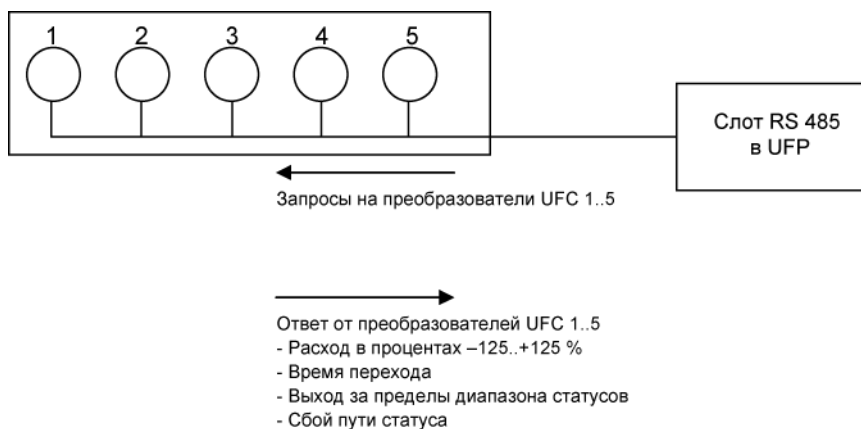 1 2 3 4 5
Слот RS 485
в UFP
Запросы на преобразователи UFC 1..5
Ответ от преобразователей UFC 1..5
- Расход в процентах –125..+125 %
- Время перехода
- Выход за пределы диапазона статусов
- Сбой пути статуса